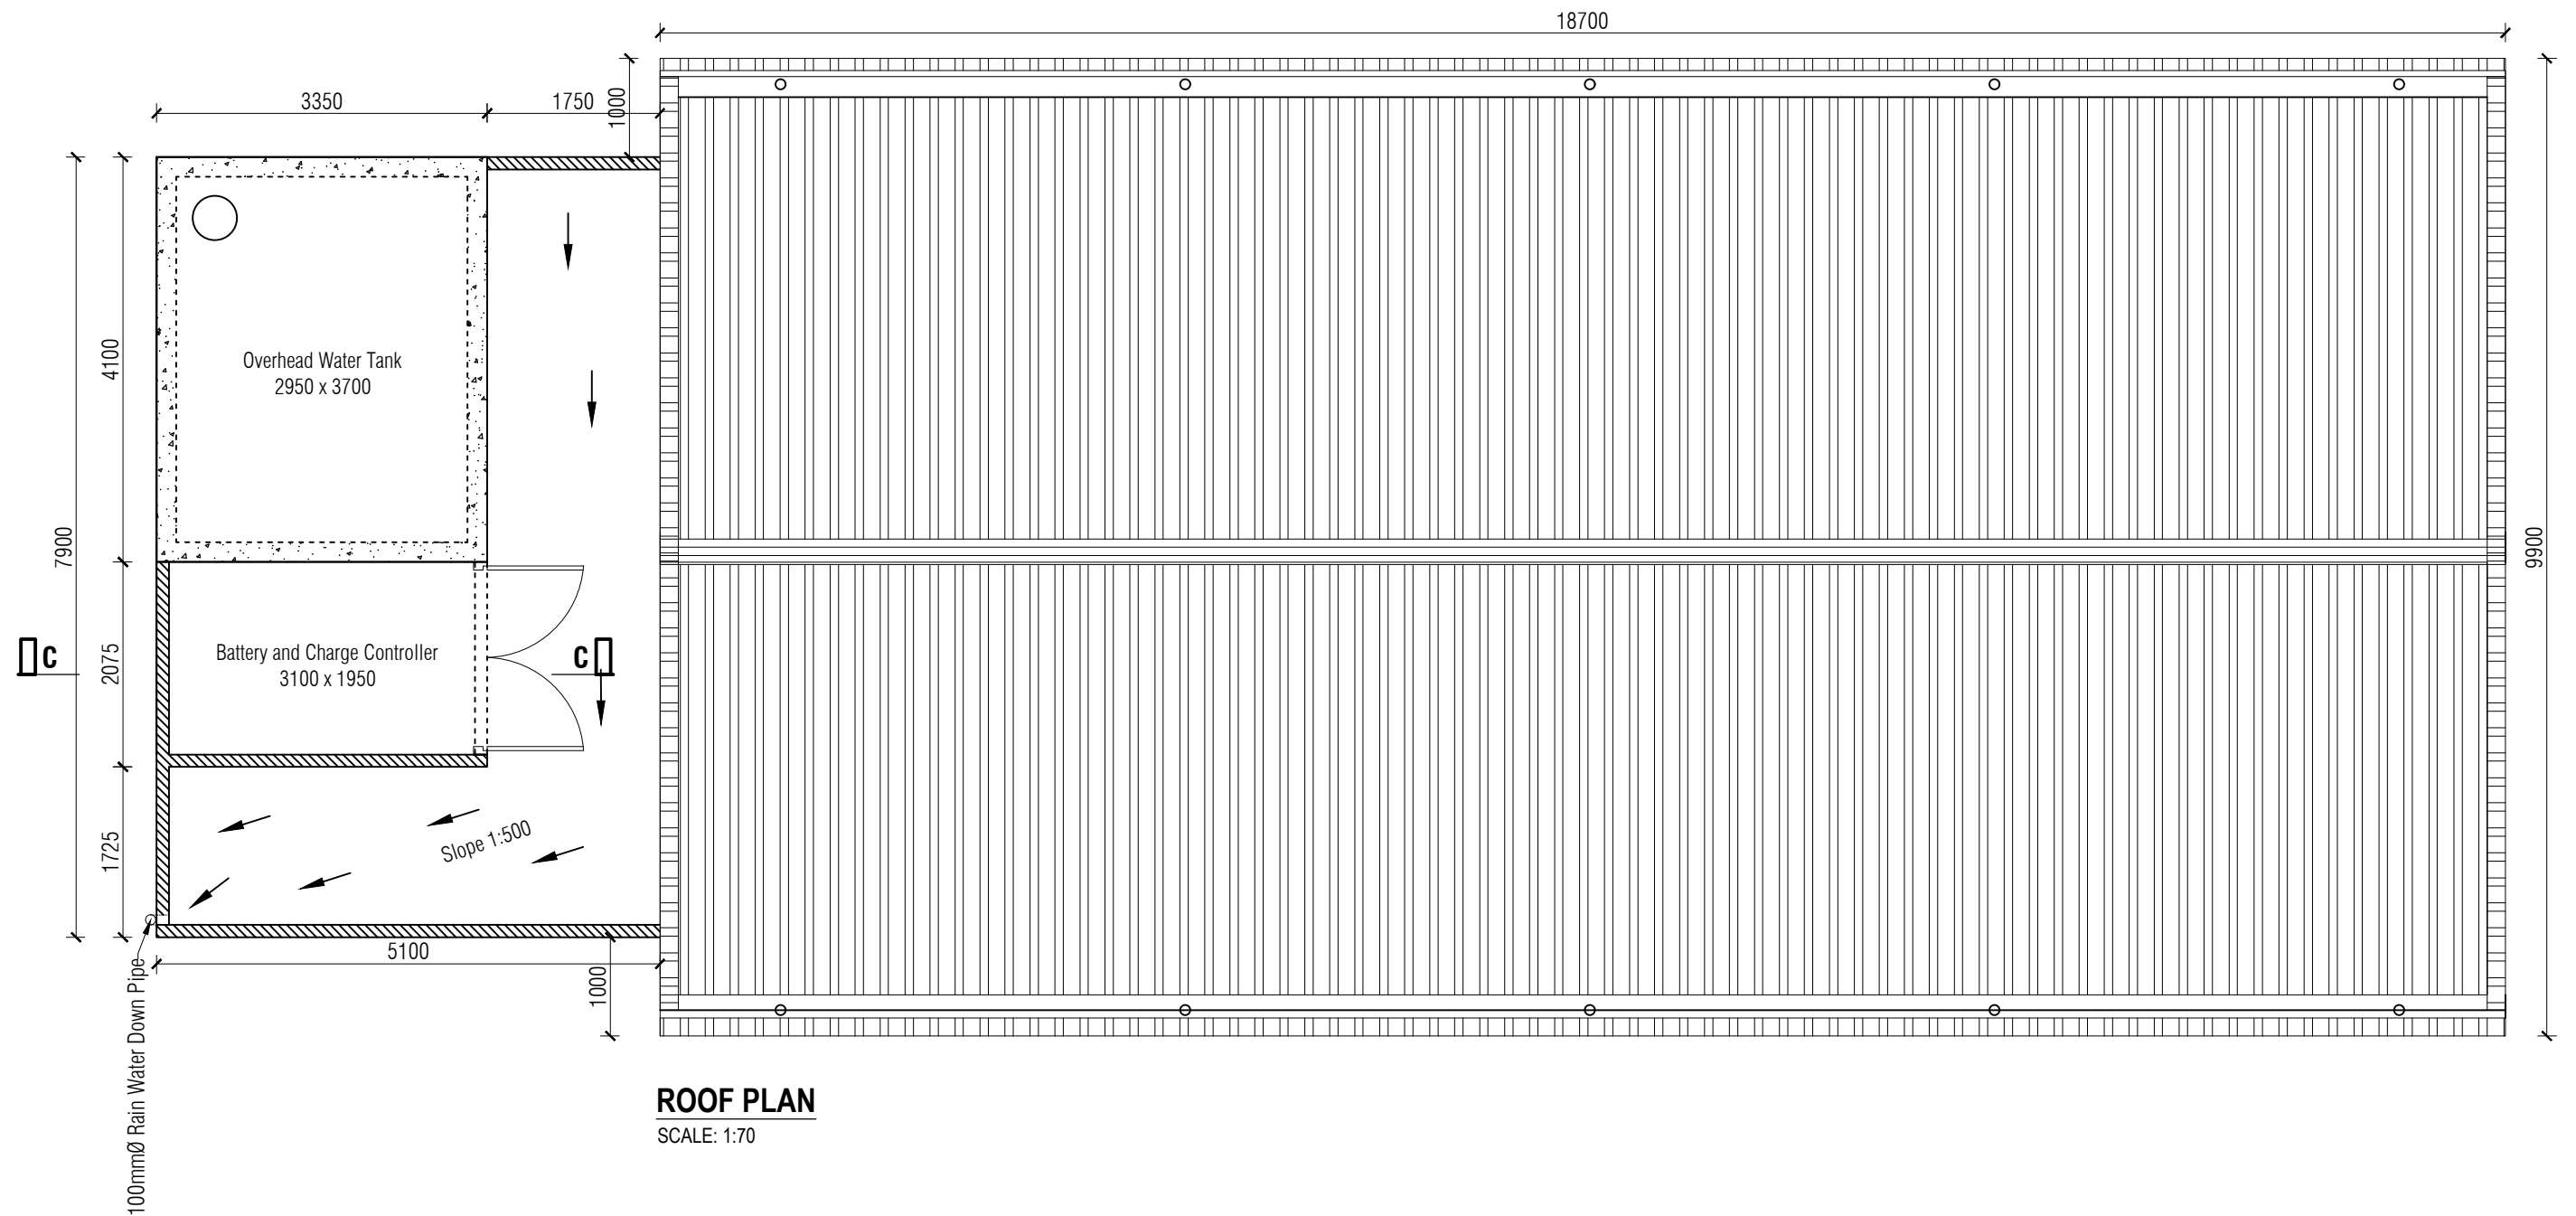 18700
3350
1750
1000
4100
7900
Overhead Water Tank
2950 x 3700
9900
2075
Battery and Charge Controller
3100 x 1950
C
C
1725
Slope 1:500
5100
1000
100mmØ Rain Water Down Pipe
ROOF PLAN
SCALE: 1:70